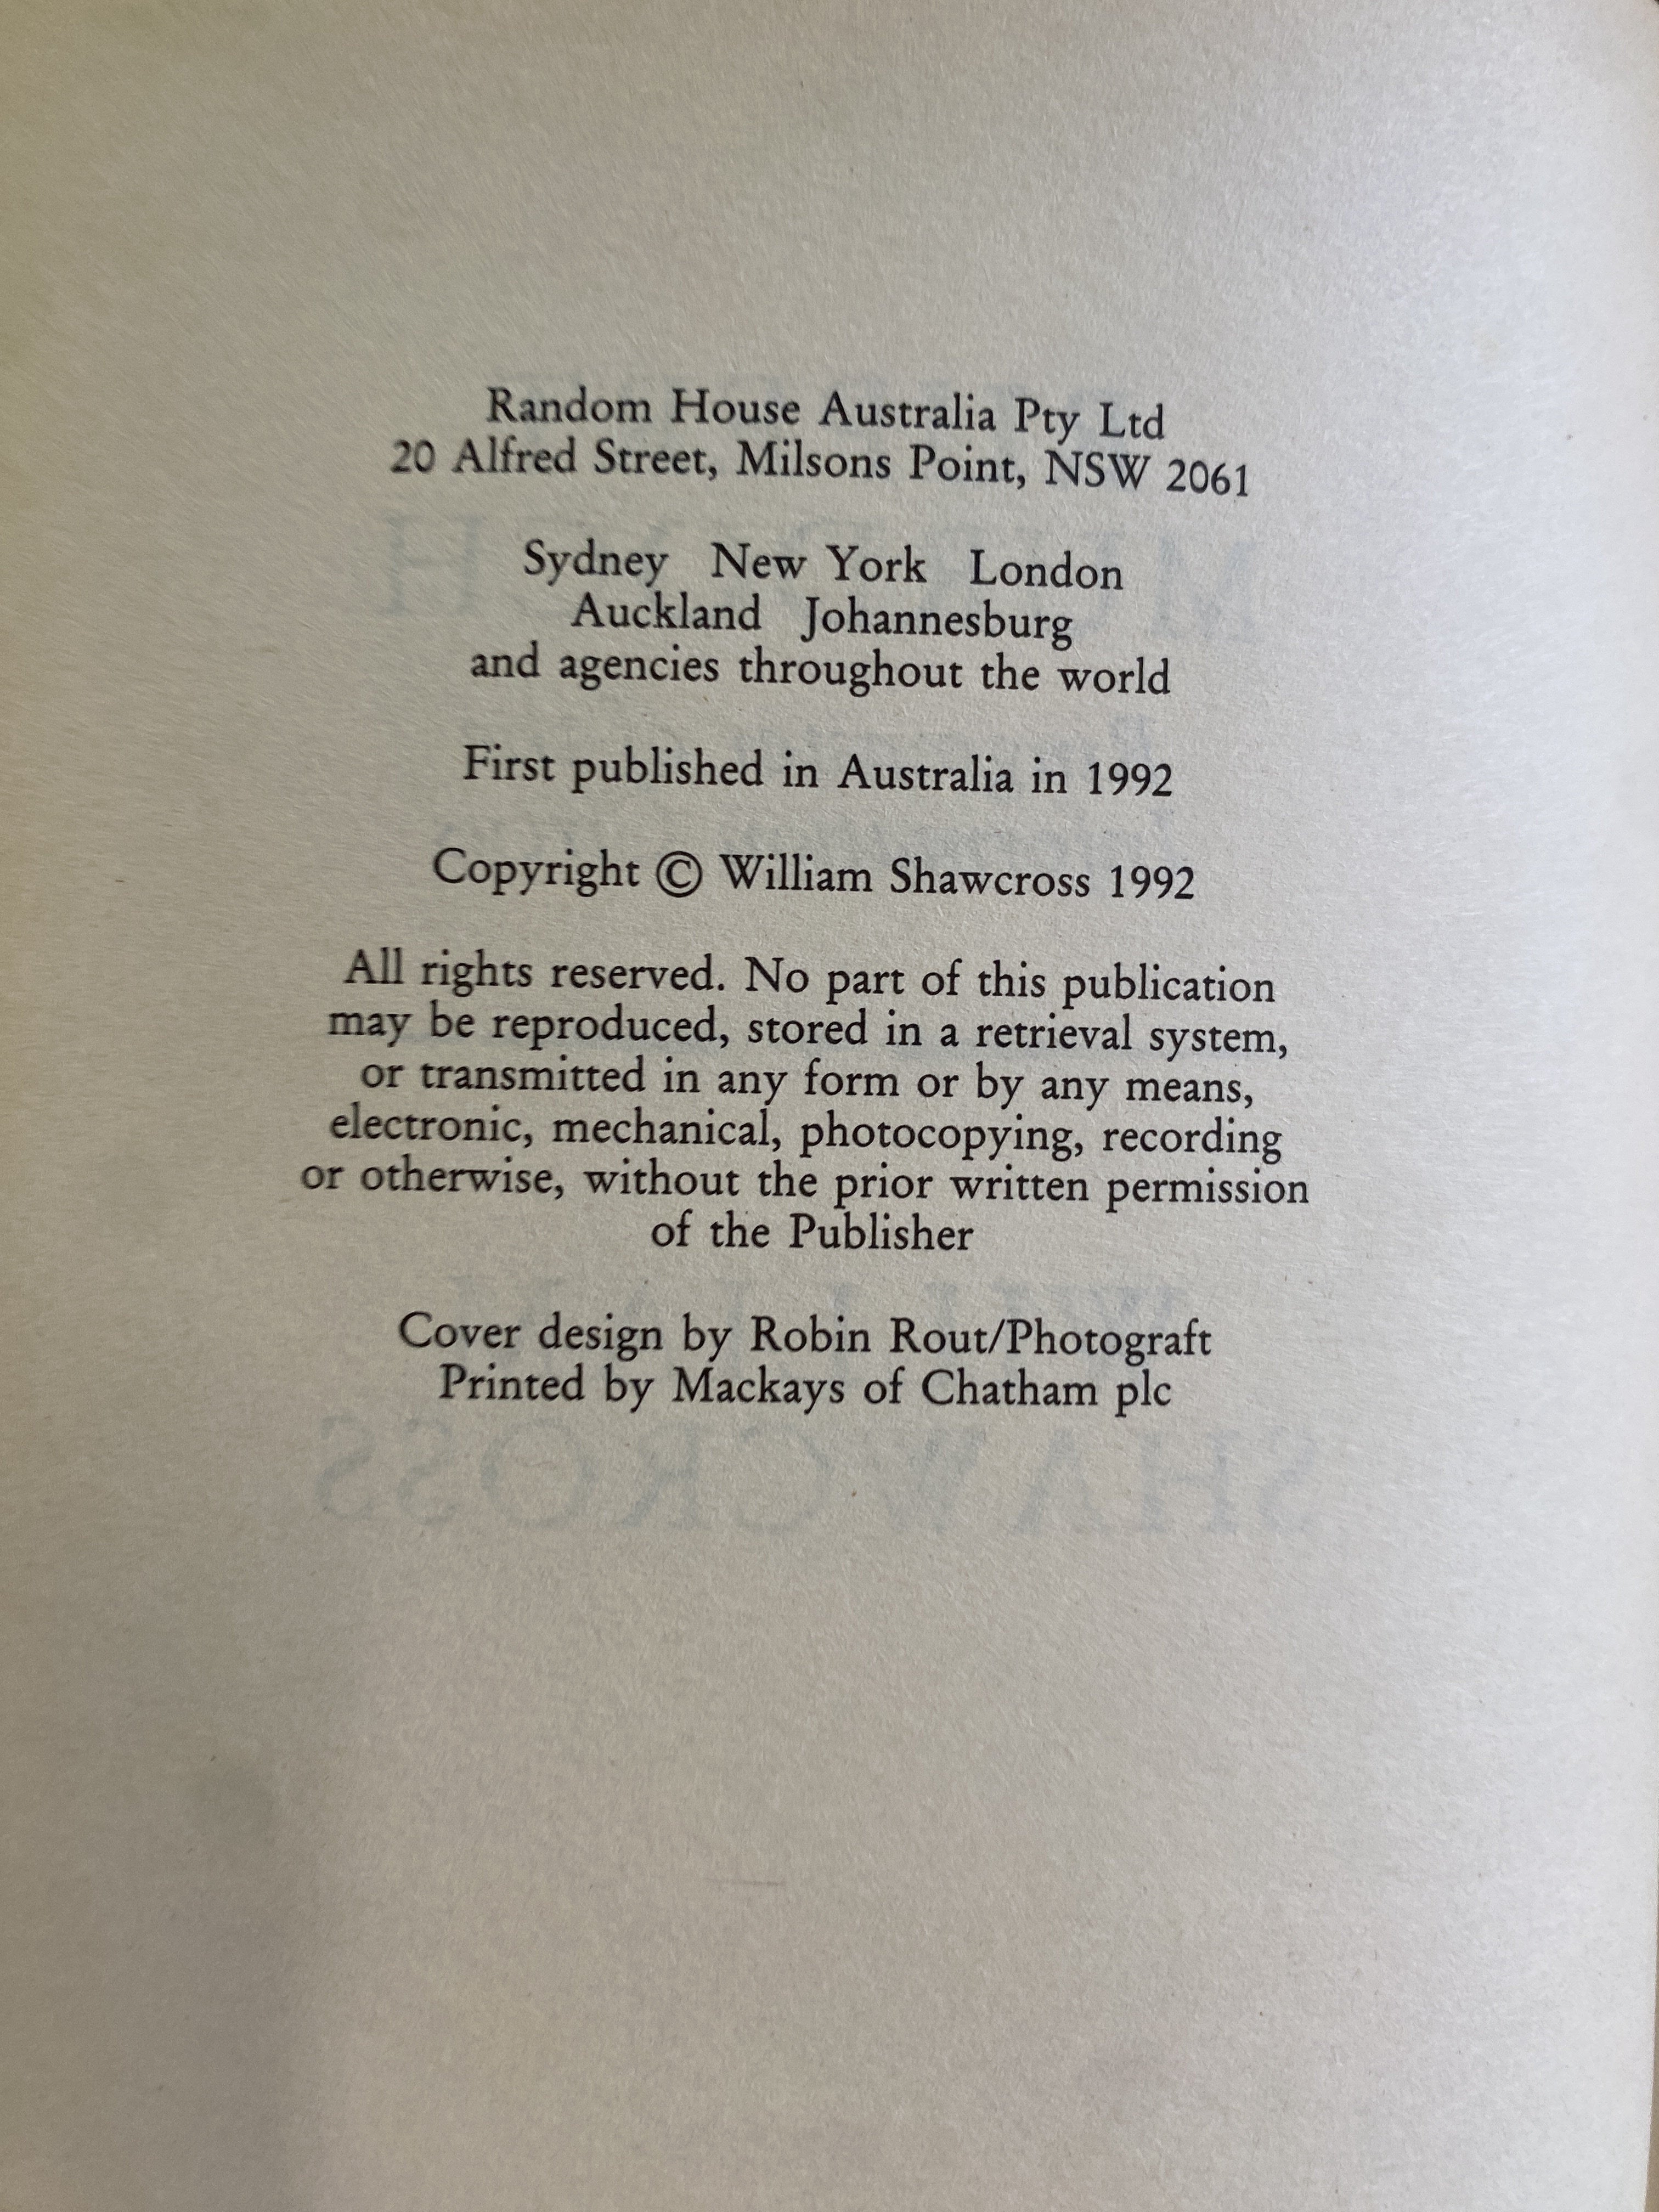 Random House Australia Pty Ltd
20 Alfred Street, Milsons Point, NSW 2061
Sydney New York London
Auckland Johannesburg
and agencies throughout the world
First published in Australia in 1992
Copyright © William Shawcross 1992
All rights reserved. No part of this publication
may be reproduced, stored in a retrieval system,
or transmitted in any form or by any means,
electronic, mechanical, photocopying, recording
or otherwise, without the prior written permission
of the Publisher
Cover design by Robin Rout/Photograft
Printed by Mackays of Chatham plc
SHAWCROSS